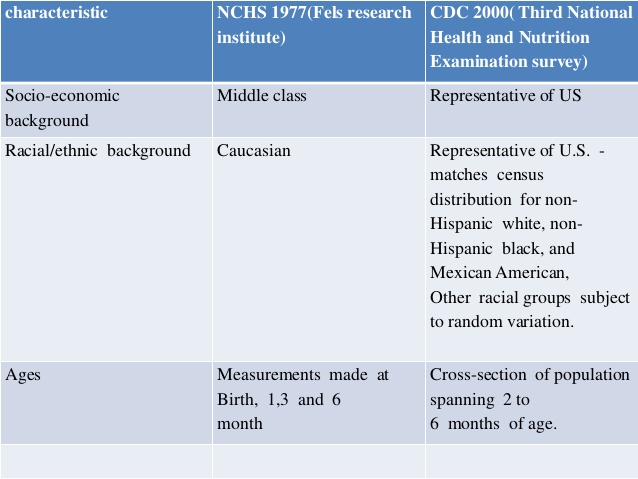 characteristic
NCHS 1977(Fels research
institute)
CDC 2000( Third National
Health and Nutrition
Examination survey)
Socio-economic
background
Middle class
Representative of US
Racial/ethnic background
Caucasian
Representative of U.S. -
matches census
distribution for non-
Hispanic white, non-
Hispanic black, and
Mexican American,
Other racial groups subject
to random variation.
Ages
Measurements made at
Birth, 1,3 and 6
month
Cross-section of population
spanning 2 to
6 months of age.